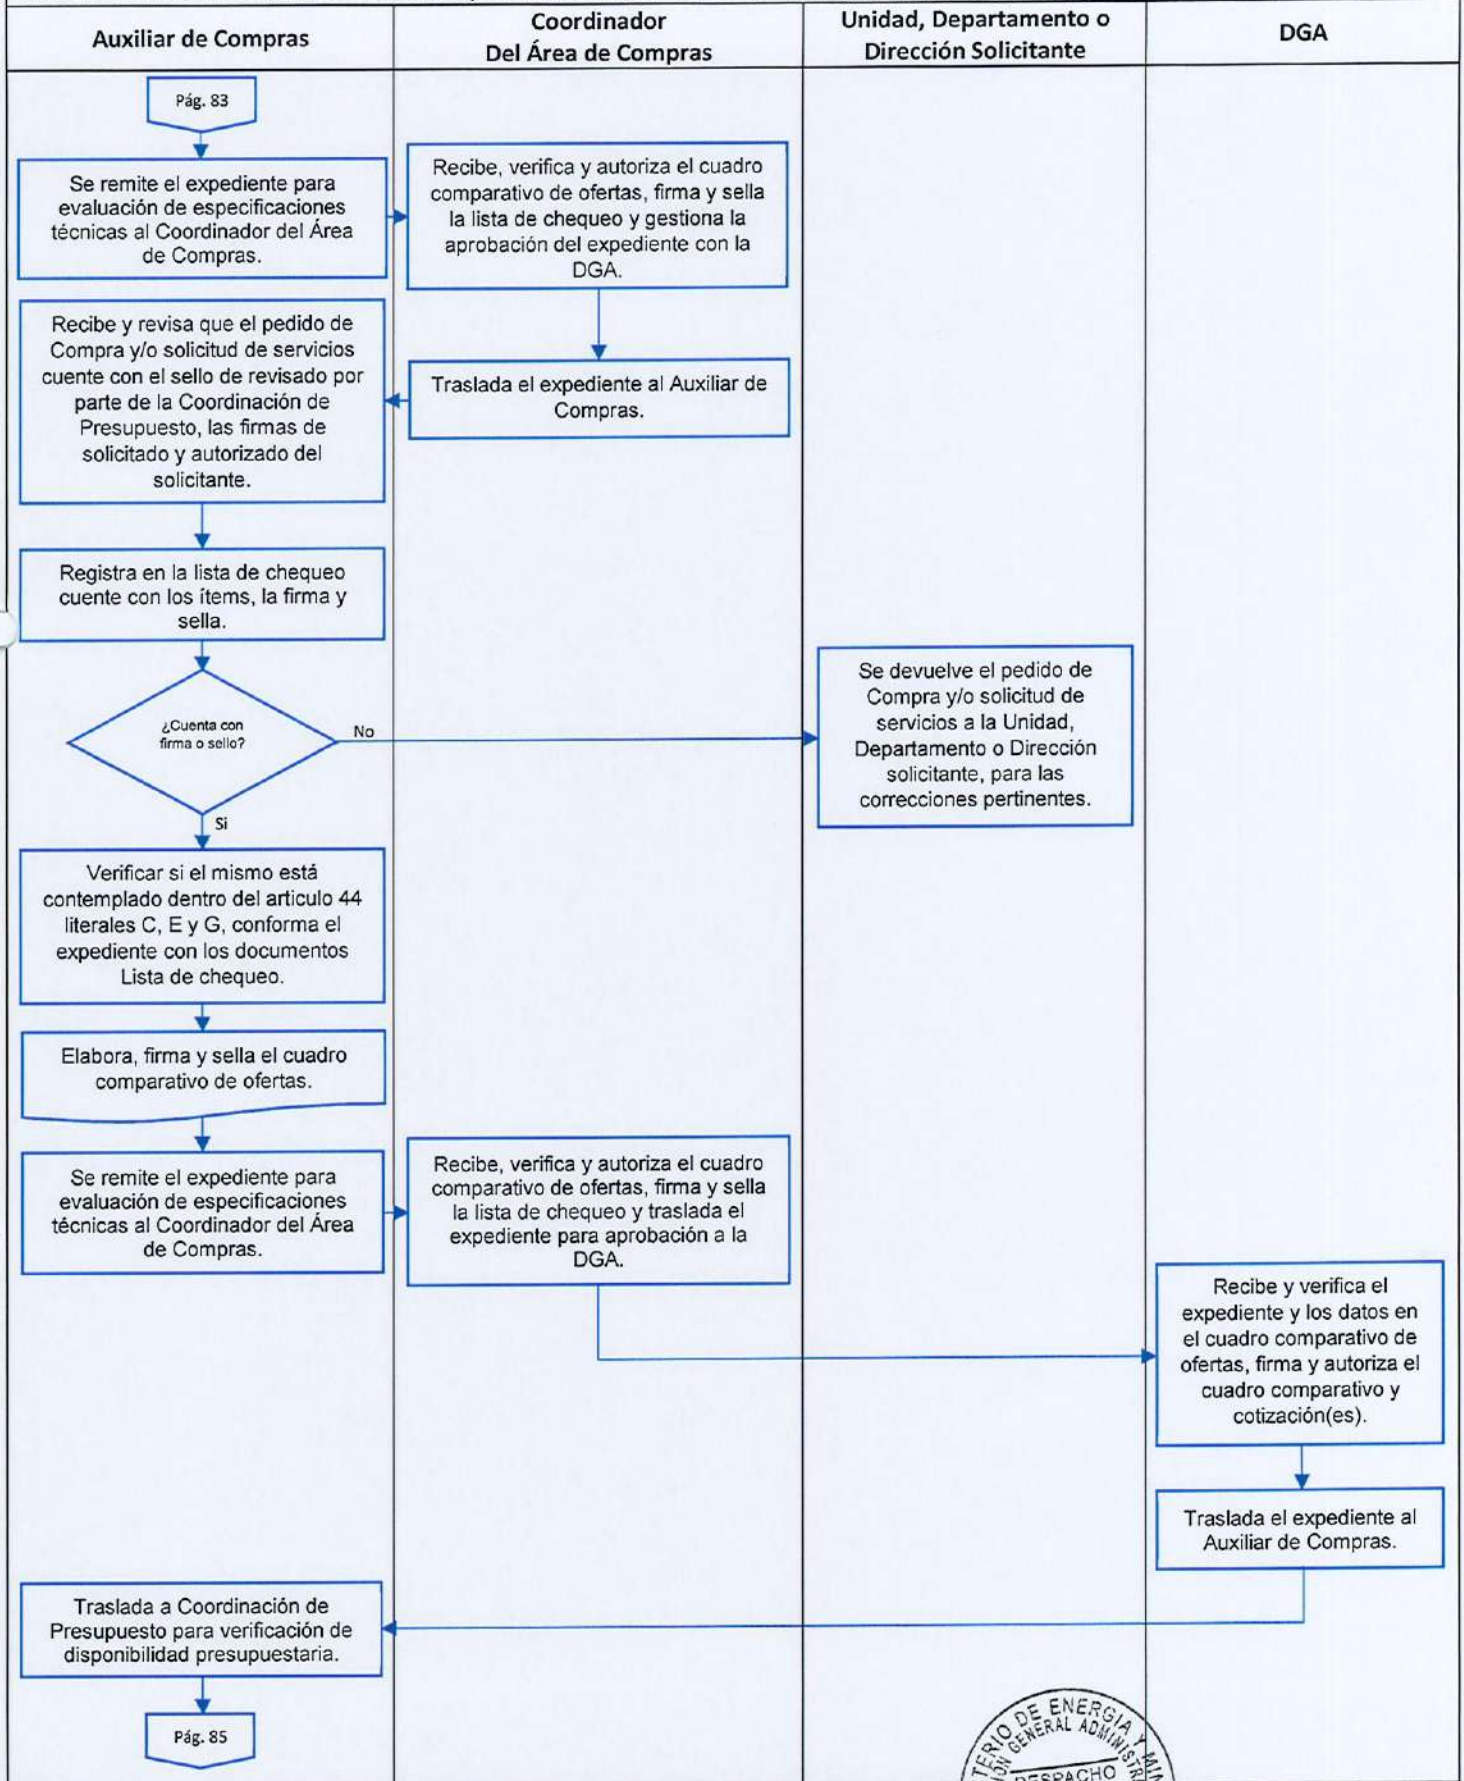 Auxiliar de Compras
Coordinador
Del Área de Compras
Unidad, Departamento o
Dirección Solicitante
DGA
Pág. 83
Se remite el expediente para
evaluación de especificaciones
técnicas al Coordinador del Área
de Compras.
Recibe, verifica y autoriza el cuadro
comparativo de ofertas, firma y sella
la lista de chequeo y gestiona la
aprobación del expediente con la
DGA.
Traslada el expediente al Auxiliar de
Compras.
Recibe y revisa que el pedido de
Compra y/o solicitud de servicios
cuente con el sello de revisado por
parte de la Coordinación de
Presupuesto, las firmas de
solicitado y autorizado del
solicitante.
Registra en la lista de chequeo
cuente con los ítems, la firma y
sella.
¿Cuenta con
firma o sello?
No
Se devuelve el pedido de
Compra y/o solicitud de
servicios a la Unidad,
Departamento o Dirección
solicitante, para las
correcciones pertinentes.
Si
Verificar si el mismo está
contemplado dentro del articulo 44
literales C, E y G, conforma el
expediente con los documentos
Lista de chequeo.
Elabora, firma y sella el cuadro
comparativo de ofertas.
Se remite el expediente para
evaluación de especificaciones
técnicas al Coordinador del Área
de Compras.
Recibe, verifica y autoriza el cuadro
comparativo de ofertas, firma y sella
la lista de chequeo y traslada el
expediente para aprobación a la
DGA.
Recibe y verifica el
expediente y los datos en
el cuadro comparativo de
ofertas, firma y autoriza el
cuadro comparativo y
cotización(es).
Traslada el expediente al
Auxiliar de Compras.
Traslada a Coordinación de
Presupuesto para verificación de
disponibilidad presupuestaria.
Pág. 85
DE ENERGIA Y
GENERAL
DESPACHO